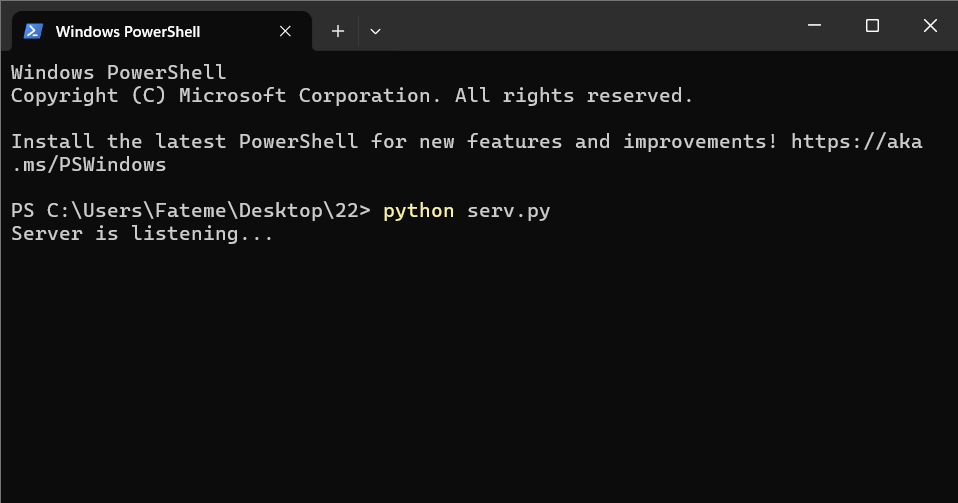 Windows PowerShell
Windows PowerShell
Copyright (C) Microsoft Corporation. All rights reserved.
Install the latest PowerShell for new features and improvements! https://aka
.ms/PSWindows
PS C:\Users\Fateme\Desktop\22> python serv.py
Server is listening...